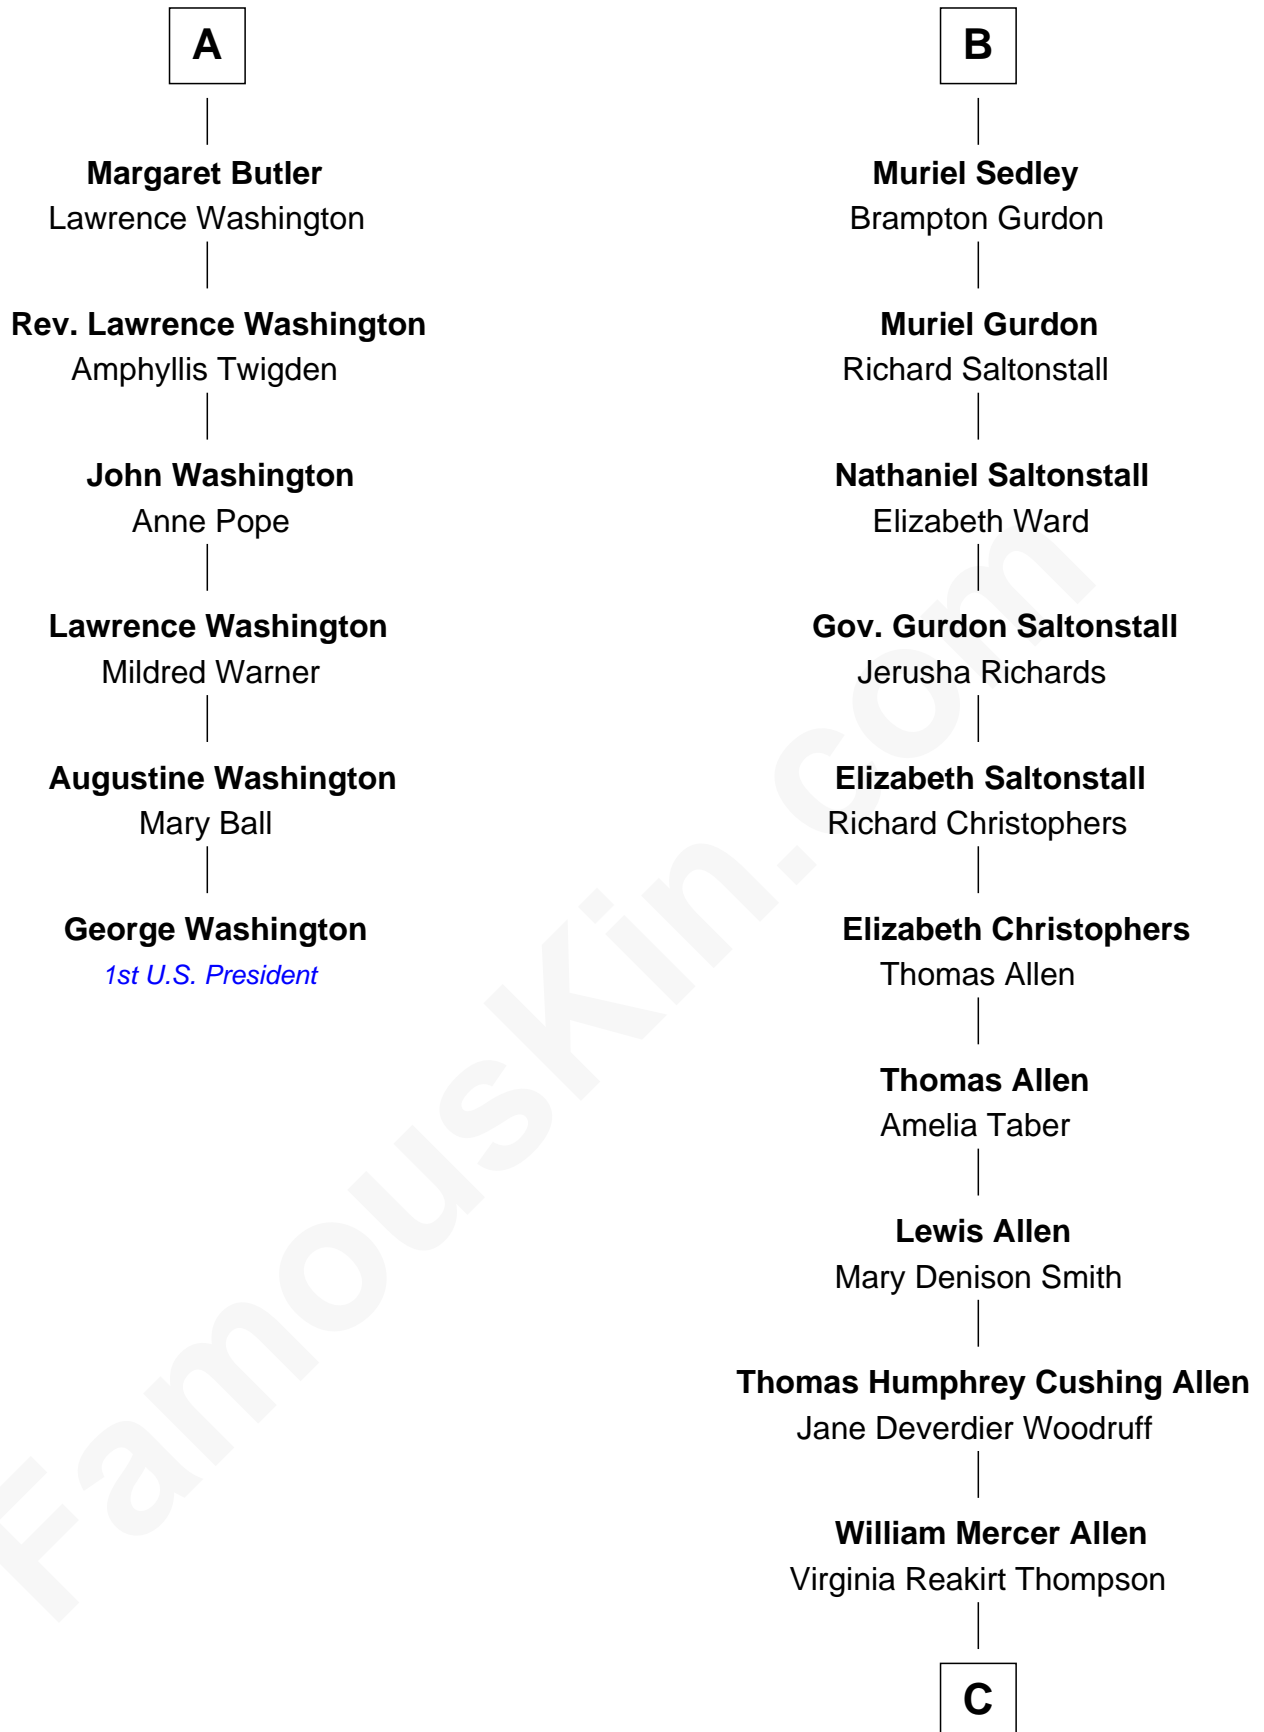 A
Margaret Butler
Lawrence Washington
Rev. Lawrence Washington
Amphyllis Twigden
John Washington
Anne Pope
Lawrence Washington
Mildred Warner
Augustine Washington
Mary Ball
George Washington
1st U.S. President
B
Muriel Sedley
Brampton Gurdon
Muriel Gurdon
Richard Saltonstall
Nathaniel Saltonstall
Elizabeth Ward
Gov. Gurdon Saltonstall
Jerusha Richards
Elizabeth Saltonstall
Richard Christophers
Elizabeth Christophers
Thomas Allen
Thomas Allen
Amelia Taber
Lewis Allen
Mary Denison Smith
Thomas Humphrey Cushing Allen
Jane Deverdier Woodruff
William Mercer Allen
Virginia Reakirt Thompson
C
FamousKin.com